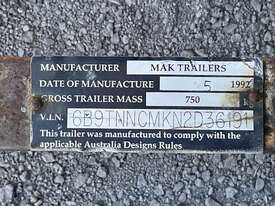 MANUFACTURER MAK TRAILERS
DATE OF MANUFACTURE 5 1992
GROSS TRAILER MASS 750
V.I.N. 6B9TNNCMKN2D36191
This trailer was manufactured to comply with the
applicable Australia Designs Rules